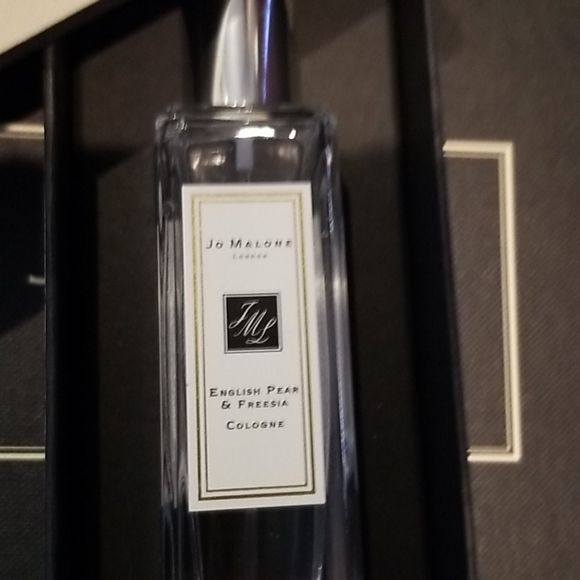 Jo Malone
London
JML
English Pear
& Freesia
Cologne